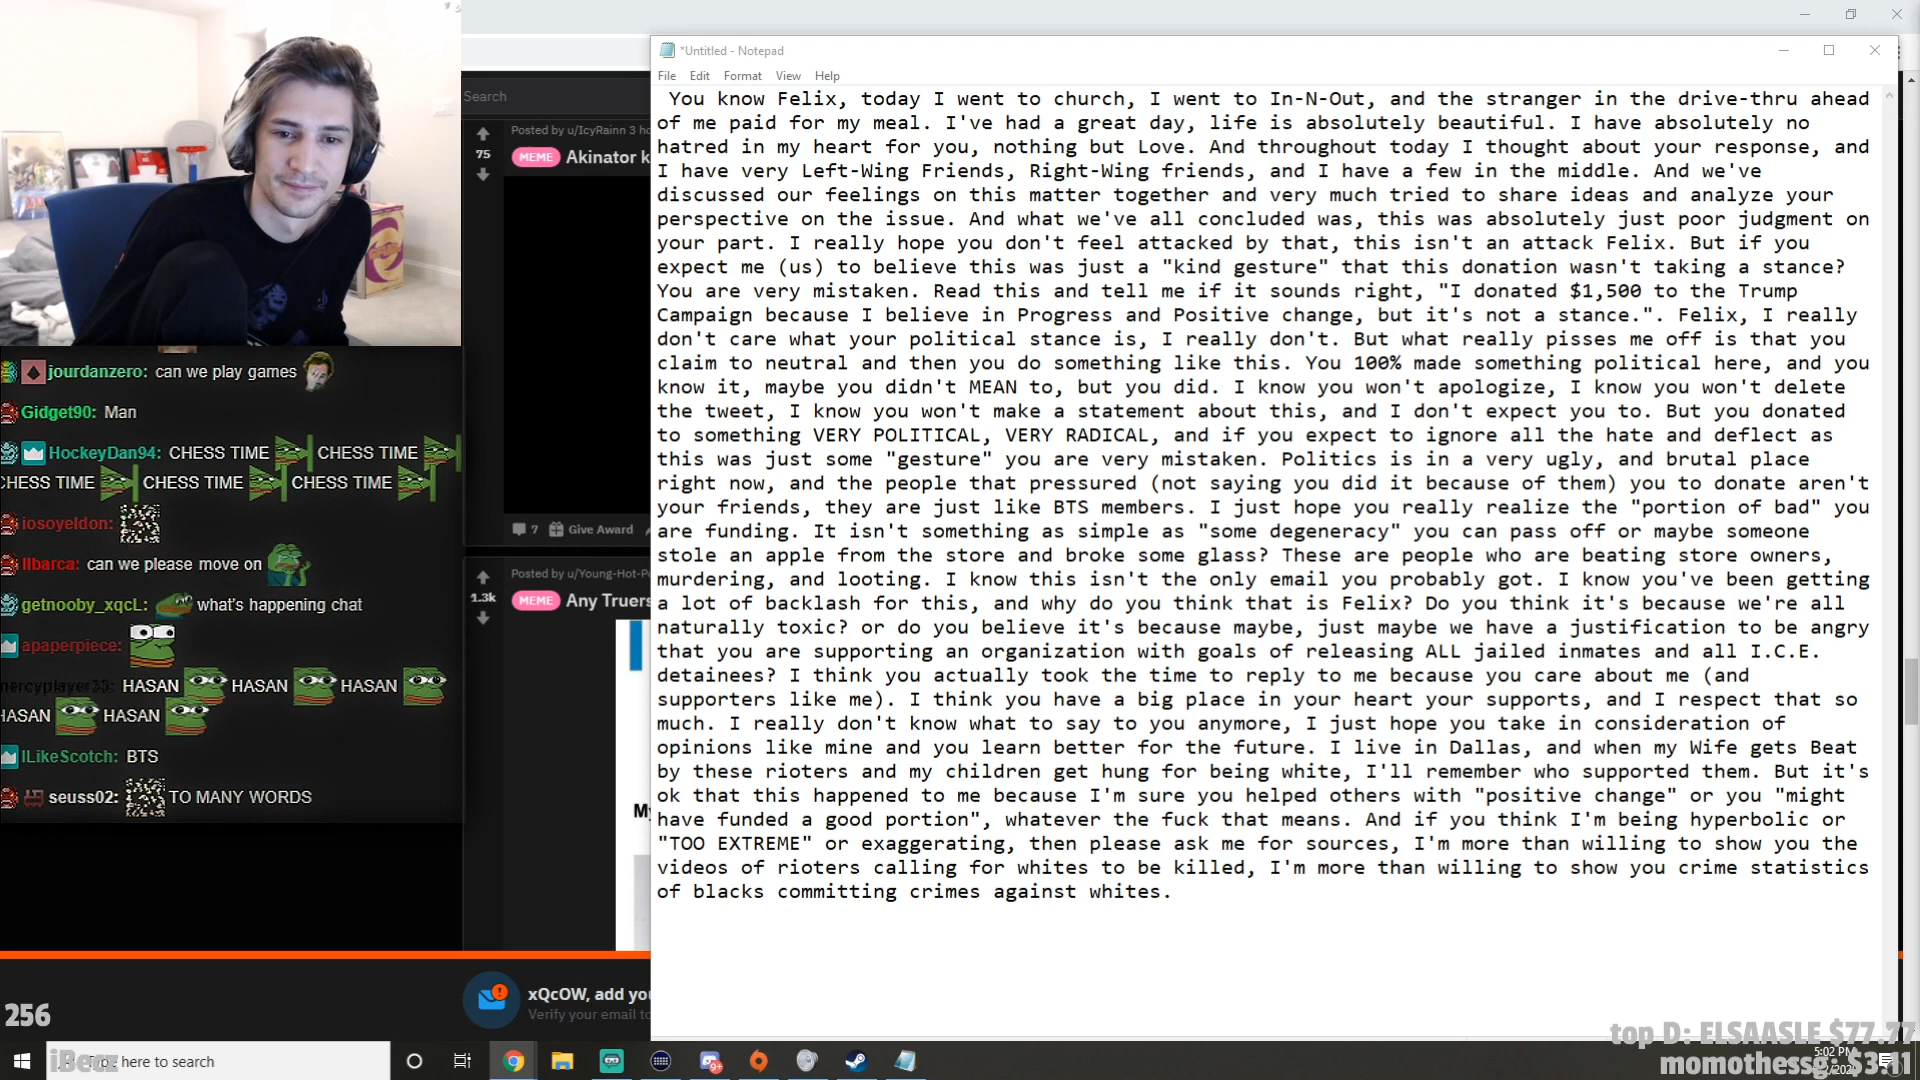 *Untitled - Notepad
File Edit Format View Help
You know Felix, today I went to church, I went to In-N-Out, and the stranger in the drive-thru ahead
of me paid for my meal. I've had a great day, life is absolutely beautiful. I have absolutely no
hatred in my heart for you, nothing but Love. And throughout today I thought about your response, and
I have very Left-Wing Friends, Right-Wing friends, and I have a few in the middle. And we've
discussed our feelings on this matter together and very much tried to share ideas and analyze your
perspective on the issue. And what we've all concluded was, this was absolutely just poor judgment on
your part. I really hope you don't feel attacked by that, this isn't an attack Felix. But if you
expect me (us) to believe this was just a "kind gesture" that this donation wasn't taking a stance?
You are very mistaken. Read this and tell me if it sounds right, "I donated $1,500 to the Trump
Campaign because I believe in Progress and Positive change, but it's not a stance.". Felix, I really
don't care what your political stance is, I really don't. But what really pisses me off is that you
claim to neutral and then you do something like this. You 100% made something political here, and you
know it, maybe you didn't MEAN to, but you did. I know you won't apologize, I know you won't delete
the tweet, I know you won't make a statement about this, and I don't expect you to. But you donated
to something VERY POLITICAL, VERY RADICAL, and if you expect to ignore all the hate and deflect as
this was just some "gesture" you are very mistaken. Politics is in a very ugly, and brutal place
right now, and the people that pressured (not saying you did it because of them) you to donate aren't
your friends, they are just like BTS members. I just hope you really realize the "portion of bad" you
are funding. It isn't something as simple as "some degeneracy" you can pass off or maybe someone
stole an apple from the store and broke some glass? These are people who are beating store owners,
murdering, and looting. I know this isn't the only email you probably got. I know you've been getting
a lot of backlash for this, and why do you think that is Felix? Do you think it's because we're all
naturally toxic? or do you believe it's because maybe, just maybe we have a justification to be angry
that you are supporting an organization with goals of releasing ALL jailed inmates and all I.C.E.
detainees? I think you actually took the time to reply to me because you care about me (and
supporters like me). I think you have a big place in your heart your supports, and I respect that so
much. I really don't know what to say to you anymore, I just hope you take in consideration of
opinions like mine and you learn better for the future. I live in Dallas, and when my Wife gets Beat
by these rioters and my children get hung for being white, I'll remember who supported them. But it's
ok that this happened to me because I'm sure you helped others with "positive change" or you "might
have funded a good portion", whatever the fuck that means. And if you think I'm being hyperbolic or
"TOO EXTREME" or exaggerating, then please ask me for sources, I'm more than willing to show you the
videos of rioters calling for whites to be killed, I'm more than willing to show you crime statistics
of blacks committing crimes against whites.
Search
Posted by u/IcyRainn 3 ho
75
MEME Akinator k
7 Give Award
Posted by u/Young-Hot-P
1.3k
MEME Any Truers
My
xQcOW, add you
Verify your email to
jourdanzero: can we play games
Gidget90: Man
HockeyDan94: CHESS TIME CHESS TIME
CHESS TIME CHESS TIME CHESS TIME
iosoyeldon:
llbarca: can we please move on
getnooby_xqcL: what's happening chat
apaperpiece:
mercyplayer33: HASAN HASAN HASAN
HASAN HASAN
ILikeScotch: BTS
seuss02: TO MANY WORDS
256
iBecz
here to search
9+
top D: ELSAASLE $77.77
5:02 PM
momothessg: $3.11